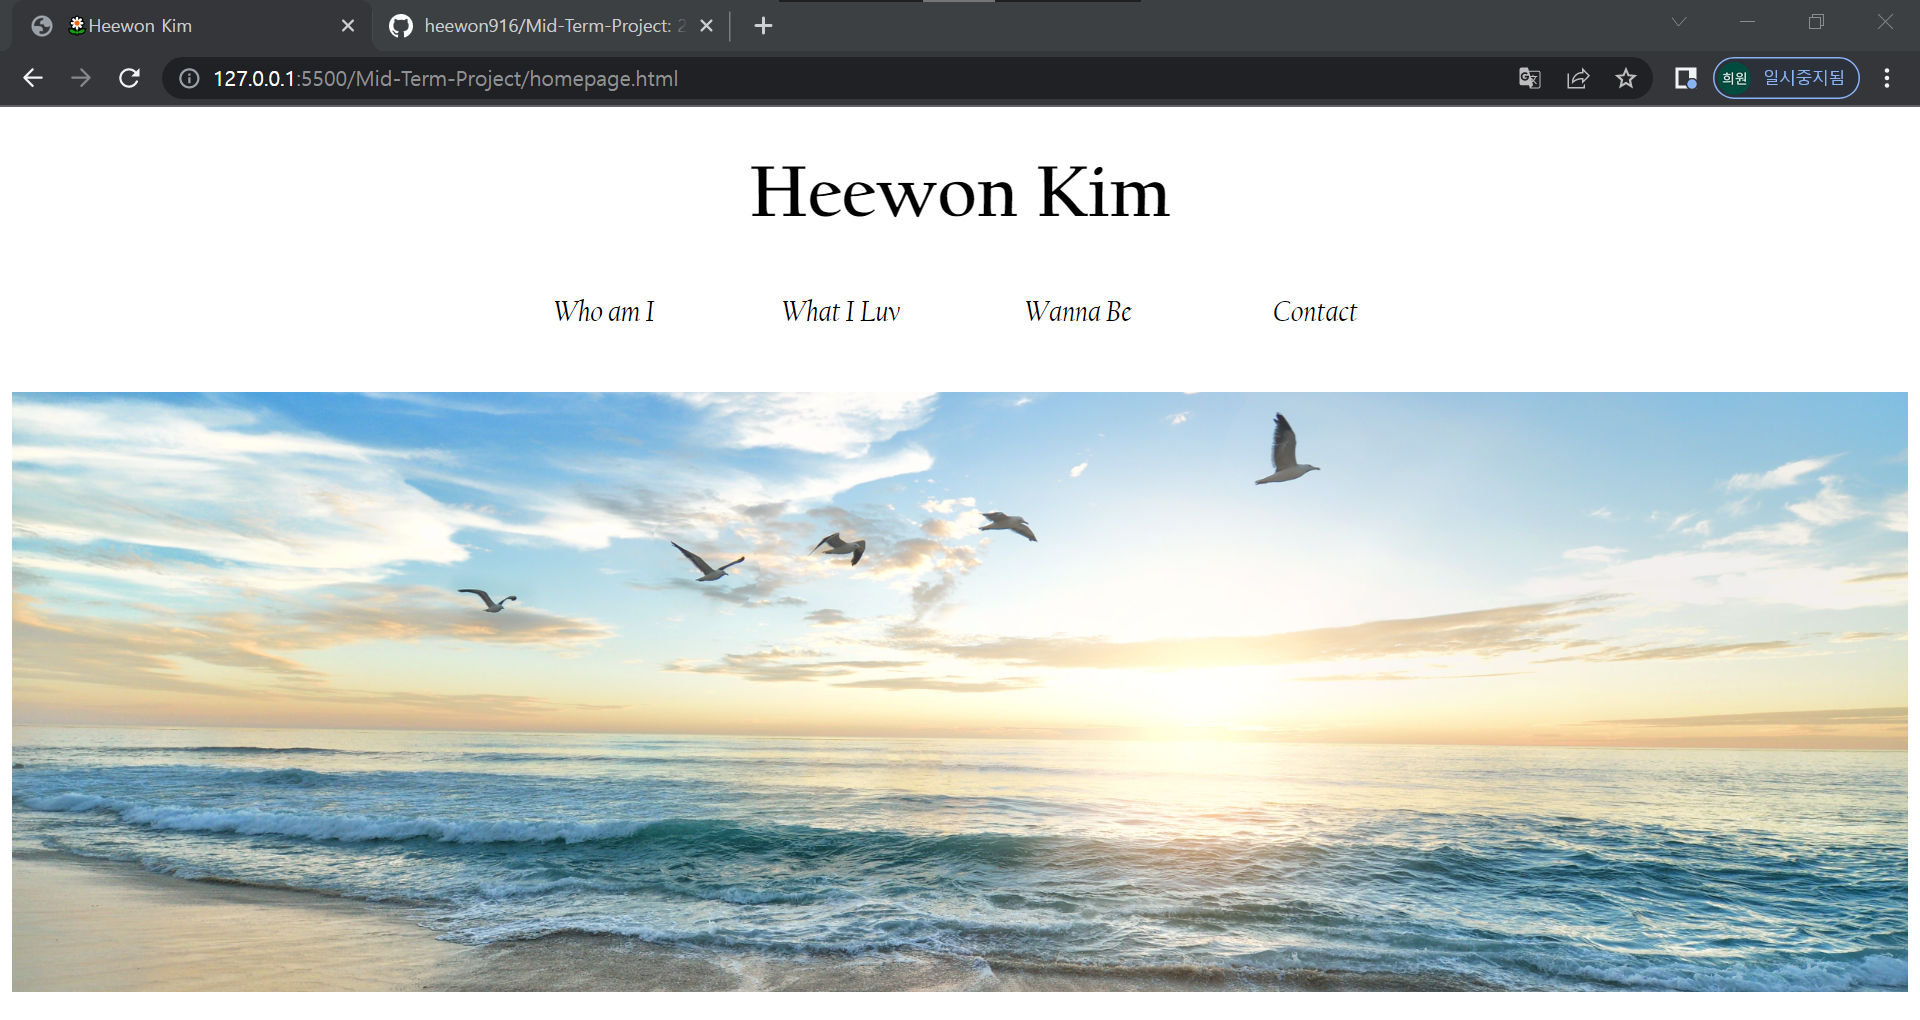 Heewon Kim
heewon916/Mid-Term-Project: 2
127.0.0.1:5500/Mid-Term-Project/homepage.html
희원 일시중지됨
Heewon Kim
Who am I What I Luv Wanna Be Contact